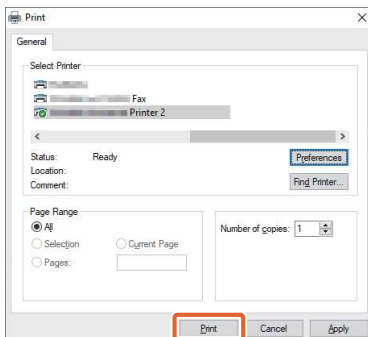 Print
General
Select Printer
Fax
Printer 2
Status: Ready
Location:
Comment:
Preferences
Find Printer...
Page Range
All
Selection Current Page
Pages:
Number of copies: 1
Print Cancel Apply